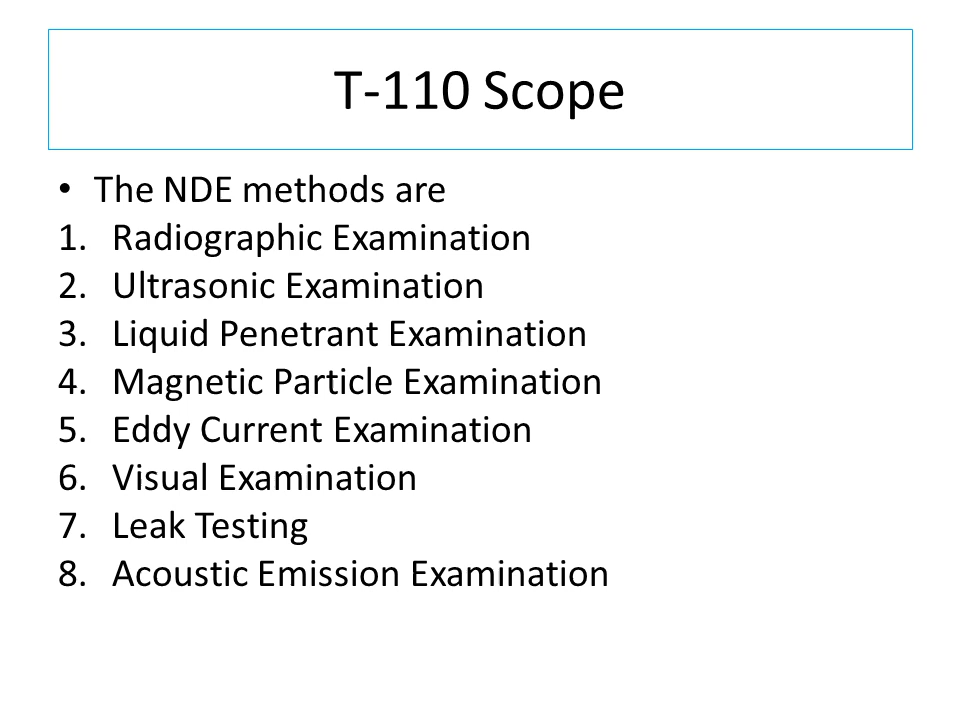 T-110 Scope
• The NDE methods are
1. Radiographic Examination
2. Ultrasonic Examination
3. Liquid Penetrant Examination
4. Magnetic Particle Examination
5. Eddy Current Examination
6. Visual Examination
7. Leak Testing
8. Acoustic Emission Examination